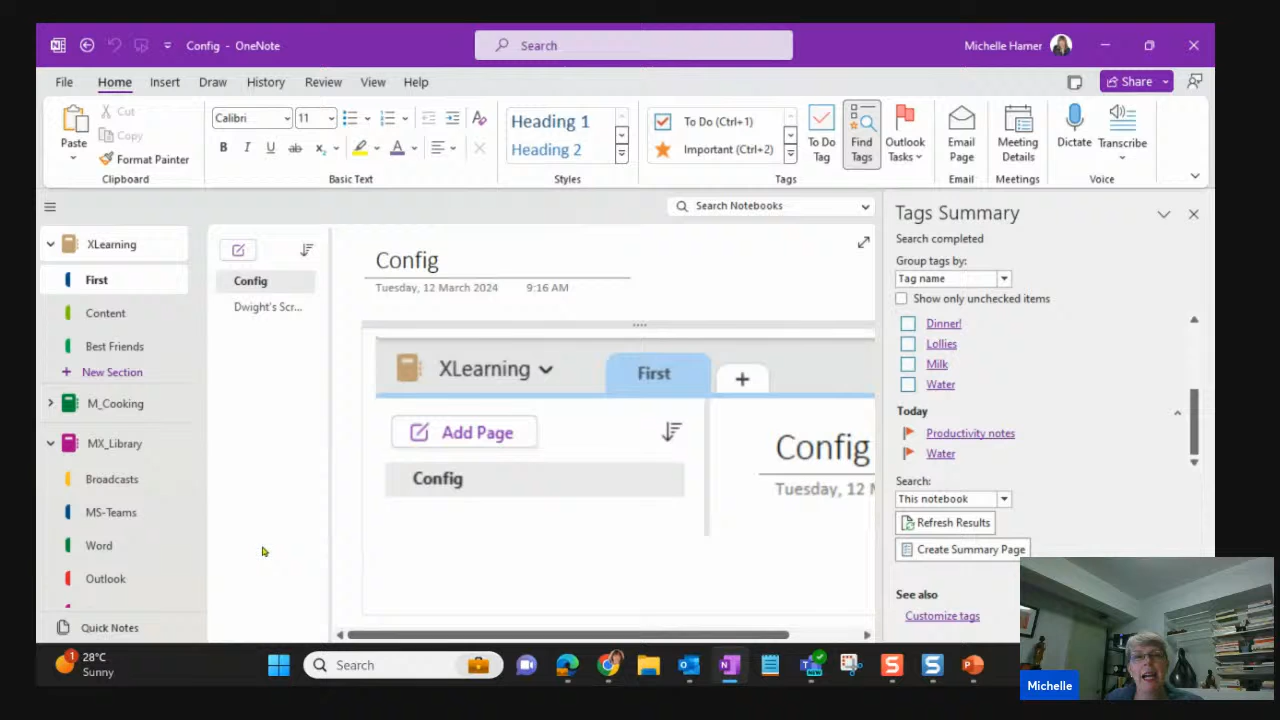 Config - OneNote
Search
Michelle Hamer
File Home Insert Draw History Review View Help
Share
Paste
Cut
Copy
Format Painter
Clipboard
Calibri 11
Basic Text
Heading 1
Heading 2
Styles
To Do (Ctrl+1)
Important (Ctrl+2)
To Do Tag
Find Tags
Outlook Tasks
Tags
Email Page
Email
Meeting Details
Meetings
Dictate
Transcribe
Voice
Search Notebooks
XLearning
First
Content
Best Friends
+ New Section
M_Cooking
MX_Library
Broadcasts
MS-Teams
Word
Outlook
Quick Notes
Config
Dwight's Scr...
Config
Tuesday, 12 March 2024 9:16 AM
XLearning First +
Add Page
Config
Config
Tuesday, 12 M
Tags Summary
Search completed
Group tags by:
Tag name
Show only unchecked items
Dinner!
Lollies
Milk
Water
Today
Productivity notes
Water
Search:
This notebook
Refresh Results
Create Summary Page
See also
Customize tags
1
28°C
Sunny
Search
Michelle